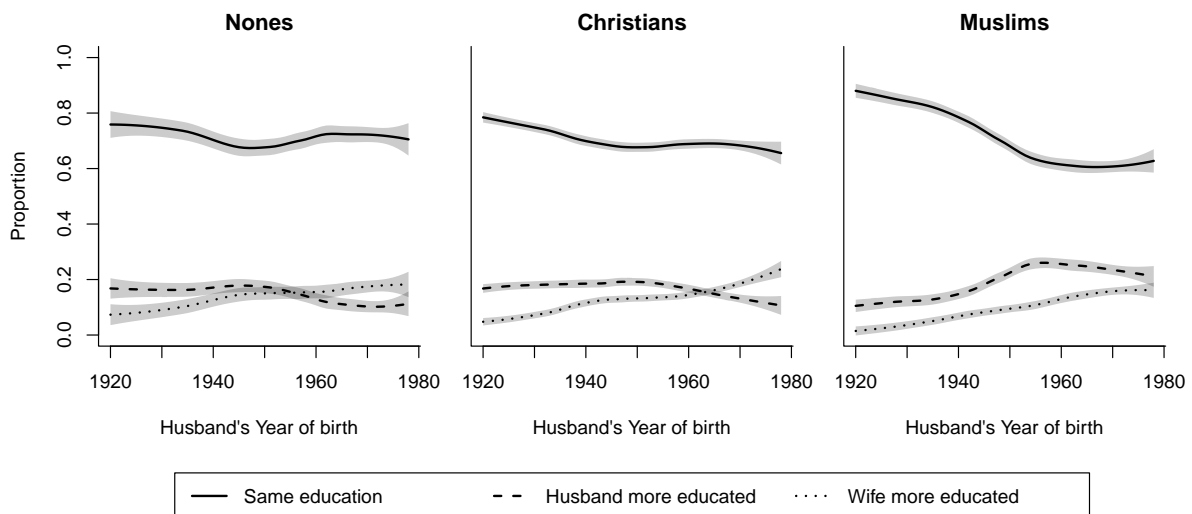 Nones Christians Muslims
Proportion
1.0
0.8
0.6
0.4
0.2
0.0
1920 1940 1960 1980 1920 1940 1960 1980 1920 1940 1960 1980
Husband's Year of birth Husband's Year of birth Husband's Year of birth
Same education Husband more educated Wife more educated